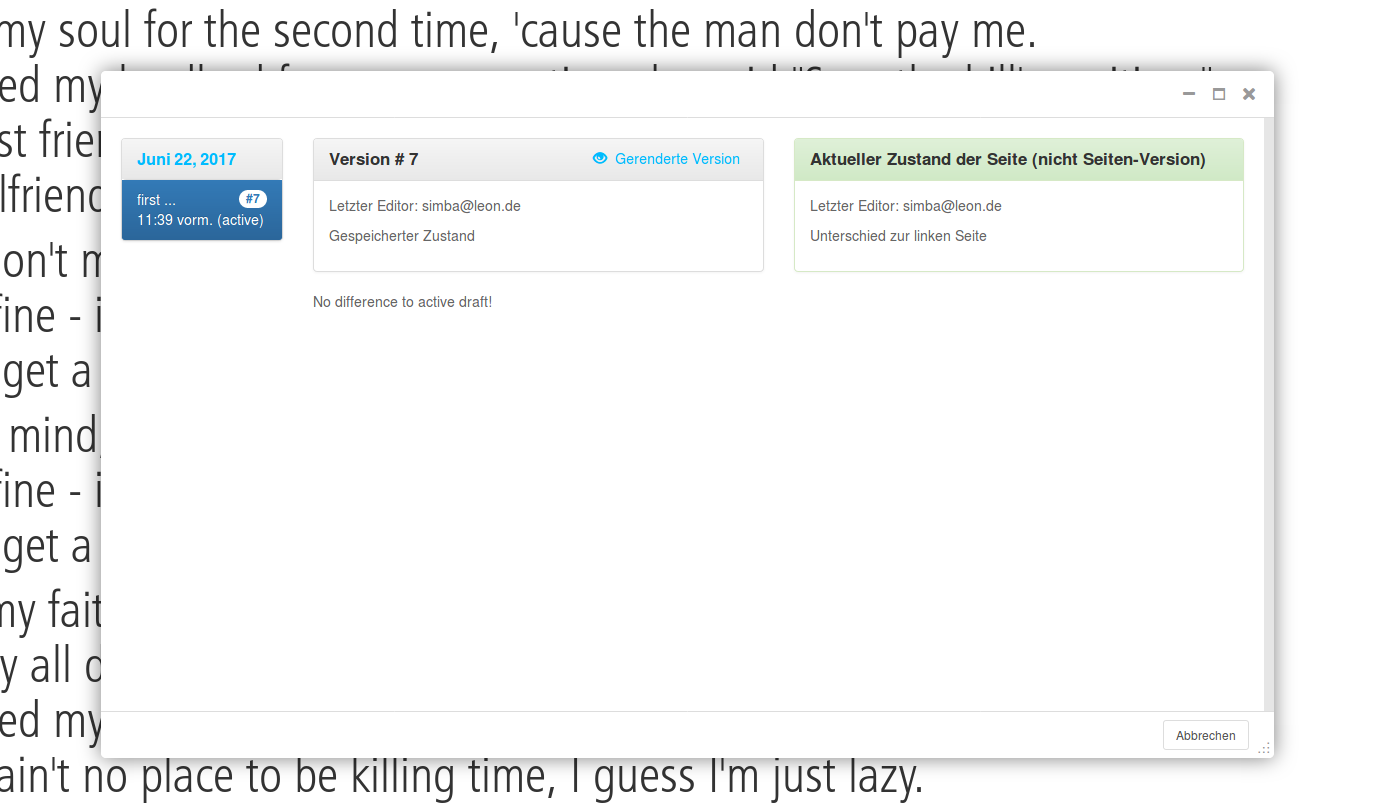 my soul for the second time, 'cause the man don't pay me.
ed my
st frien
lfriend
on't m
fine - i
get a
mind,
fine - i
get a
my fait
y all o
ed my
ain't no place to be killing time, I guess I'm just lazy.
Juni 22, 2017
first ... #7
11:39 vorm. (active)
Version # 7 Gerenderte Version
Letzter Editor: simba@leon.de
Gespeicherter Zustand
Aktueller Zustand der Seite (nicht Seiten-Version)
Letzter Editor: simba@leon.de
Unterschied zur linken Seite
No difference to active draft!
Abbrechen